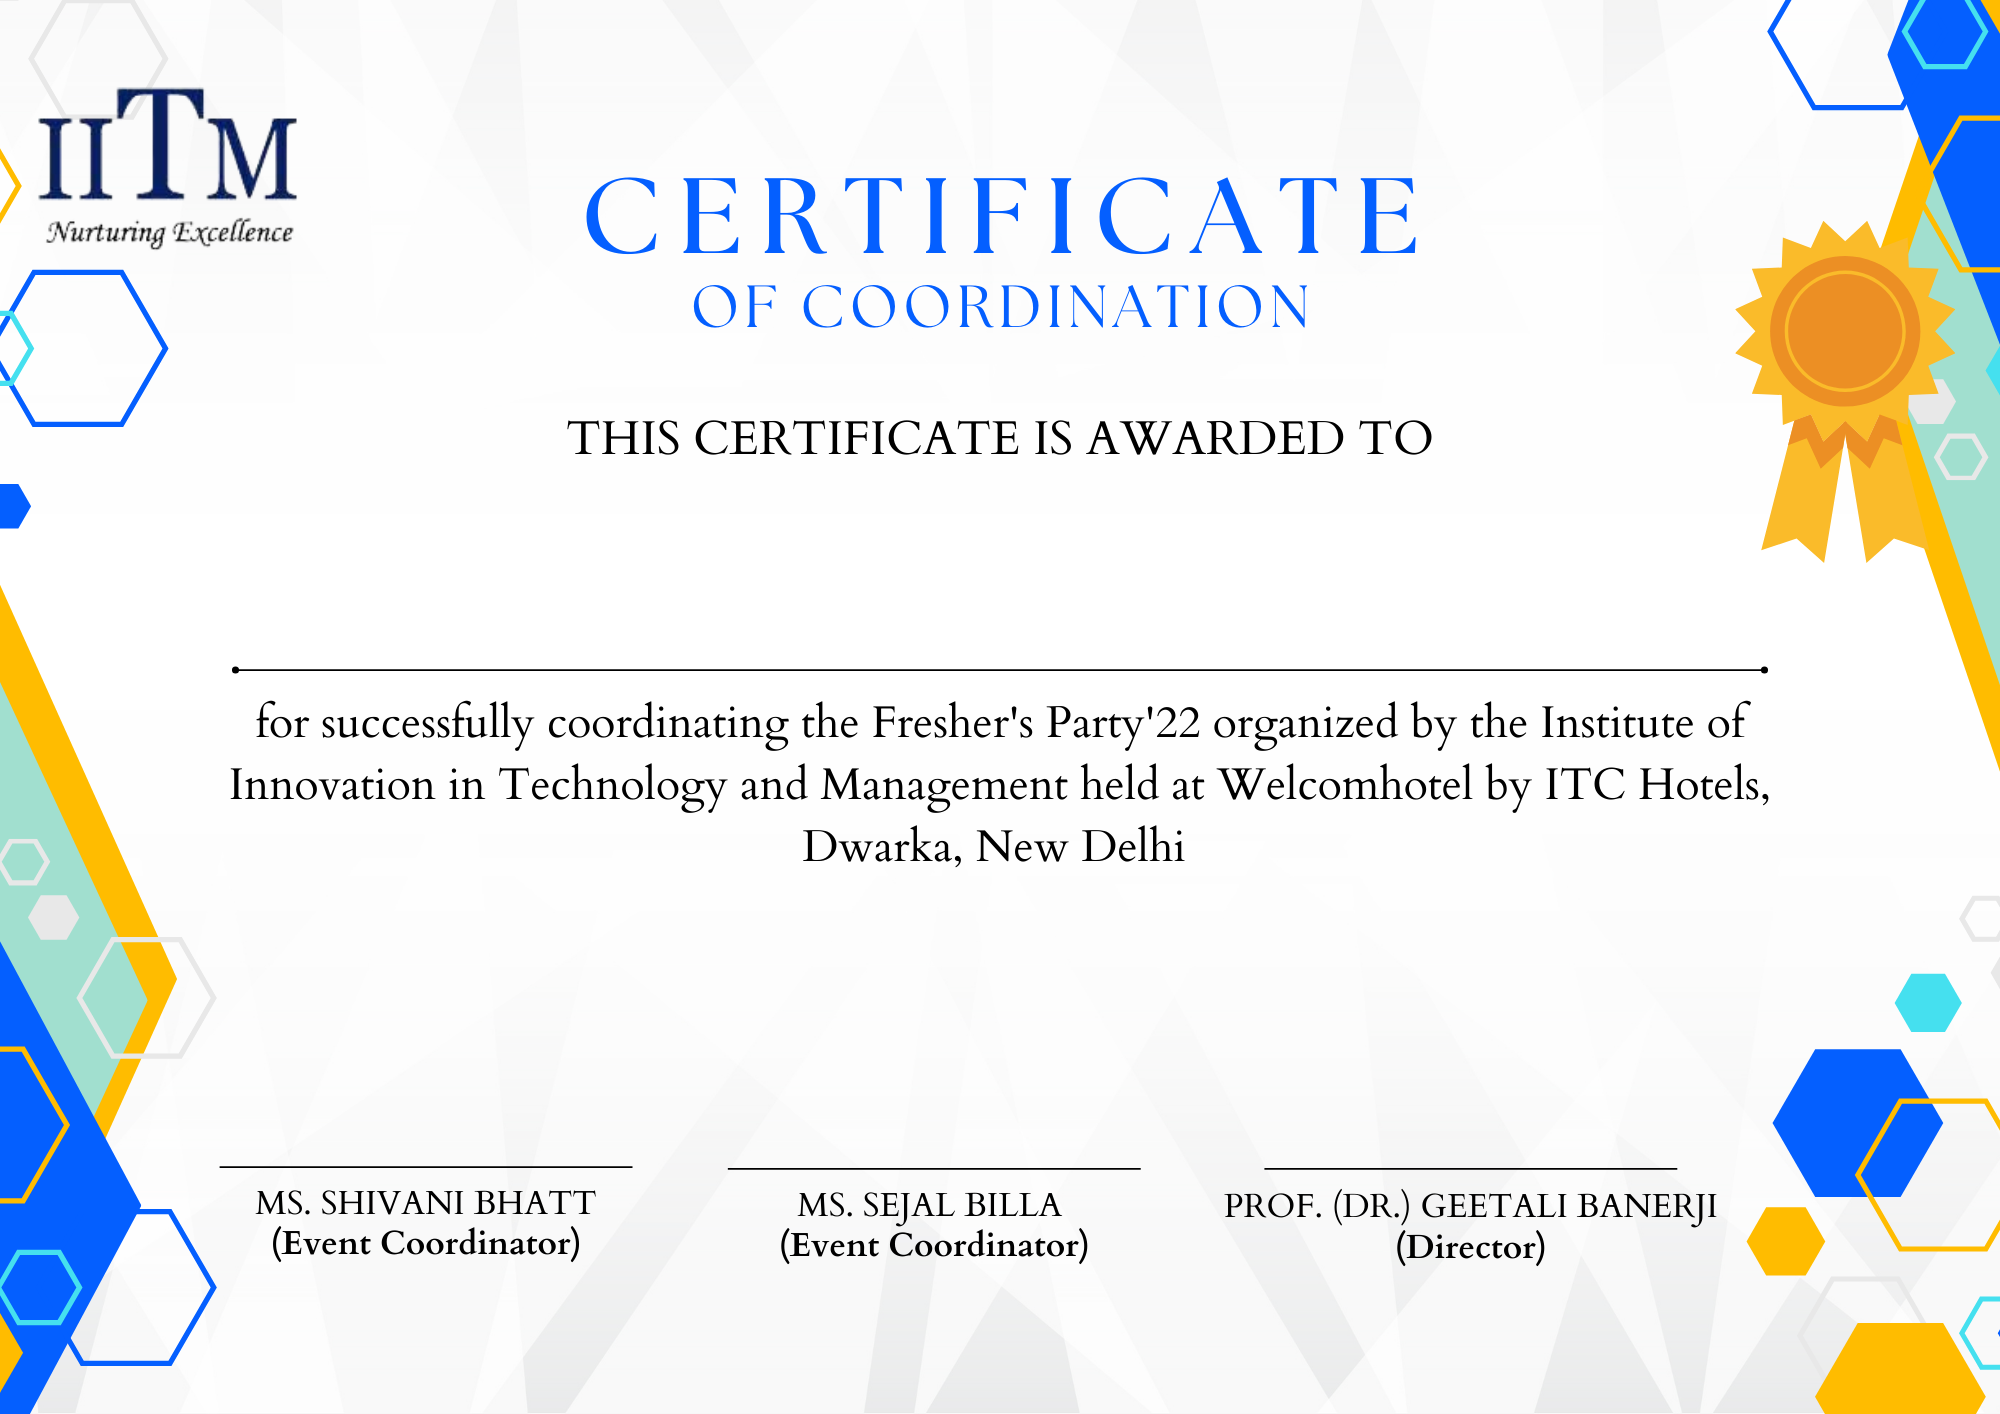 IITM
Nurturing Excellence
CERTIFICATE
OF COORDINATION
THIS CERTIFICATE IS AWARDED TO
for successfully coordinating the Fresher's Party'22 organized by the Institute of
Innovation in Technology and Management held at Welcomhotel by ITC Hotels,
Dwarka, New Delhi
MS. SHIVANI BHATT
(Event Coordinator)
MS. SEJAL BILLA
(Event Coordinator)
PROF. (DR.) GEETALI BANERJI
(Director)